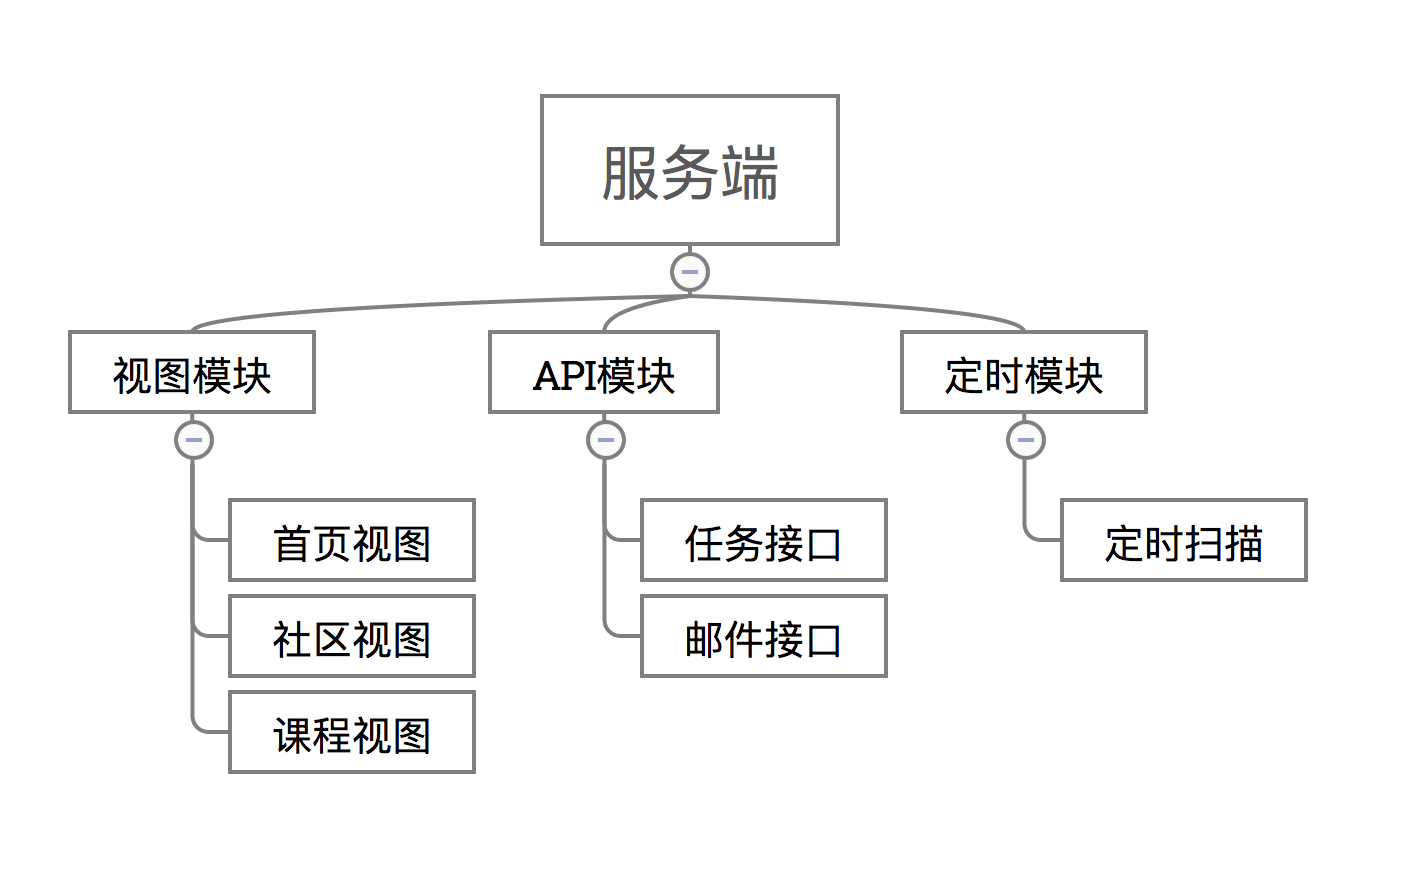 服务端
视图模块
API模块
定时模块
首页视图
任务接口
定时扫描
社区视图
邮件接口
课程视图